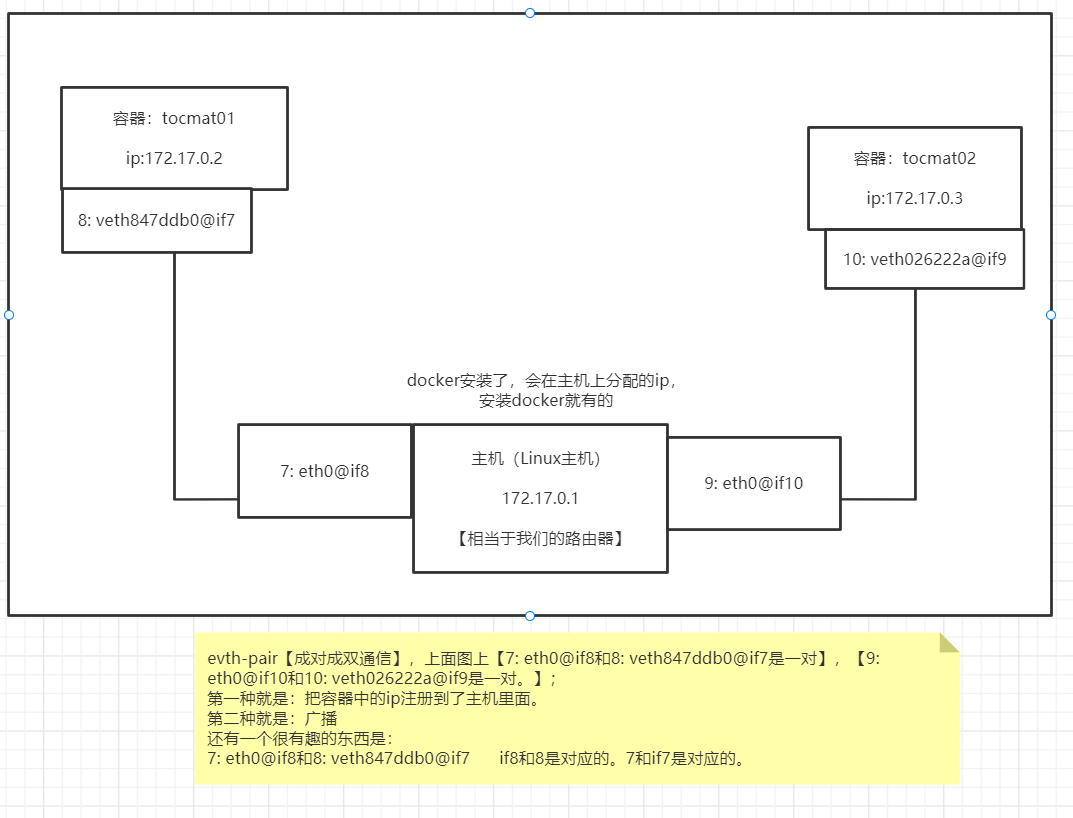 容器：tocmat01
ip:172.17.0.2
8: veth847ddb0@if7
容器：tocmat02
ip:172.17.0.3
10: veth026222a@if9
docker安装了，会在主机上分配的ip，
安装docker就有的
7: eth0@if8
主机（Linux主机）
172.17.0.1
【相当于我们的路由器】
9: eth0@if10
evth-pair【成对成双通信】，上面图上【7: eth0@if8和8: veth847ddb0@if7是一对】，【9:
eth0@if10和10: veth026222a@if9是一对。】；
第一种就是：把容器中的ip注册到了主机里面。
第二种就是：广播
还有一个很有趣的东西是：
7: eth0@if8和8: veth847ddb0@if7 if8和8是对应的。7和if7是对应的。